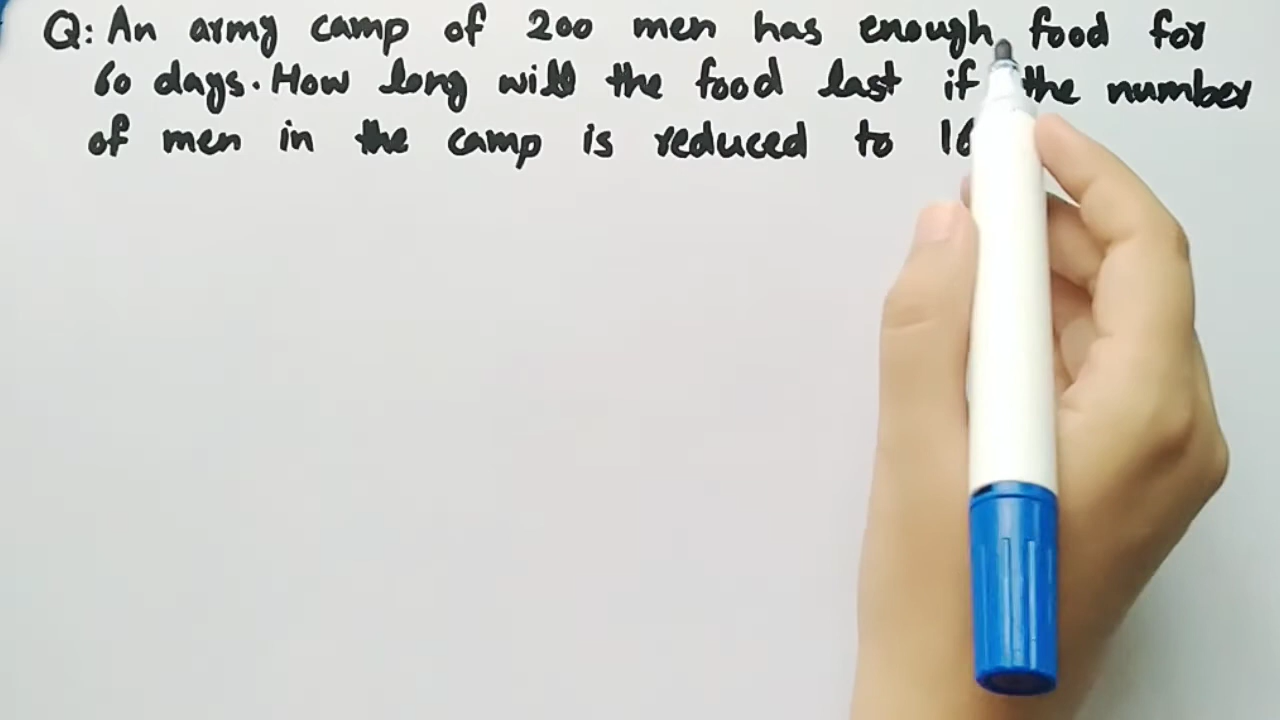 Q: An army camp of 200 men has enough food for
60 days. How long will the food last if the number
of men in the camp is reduced to